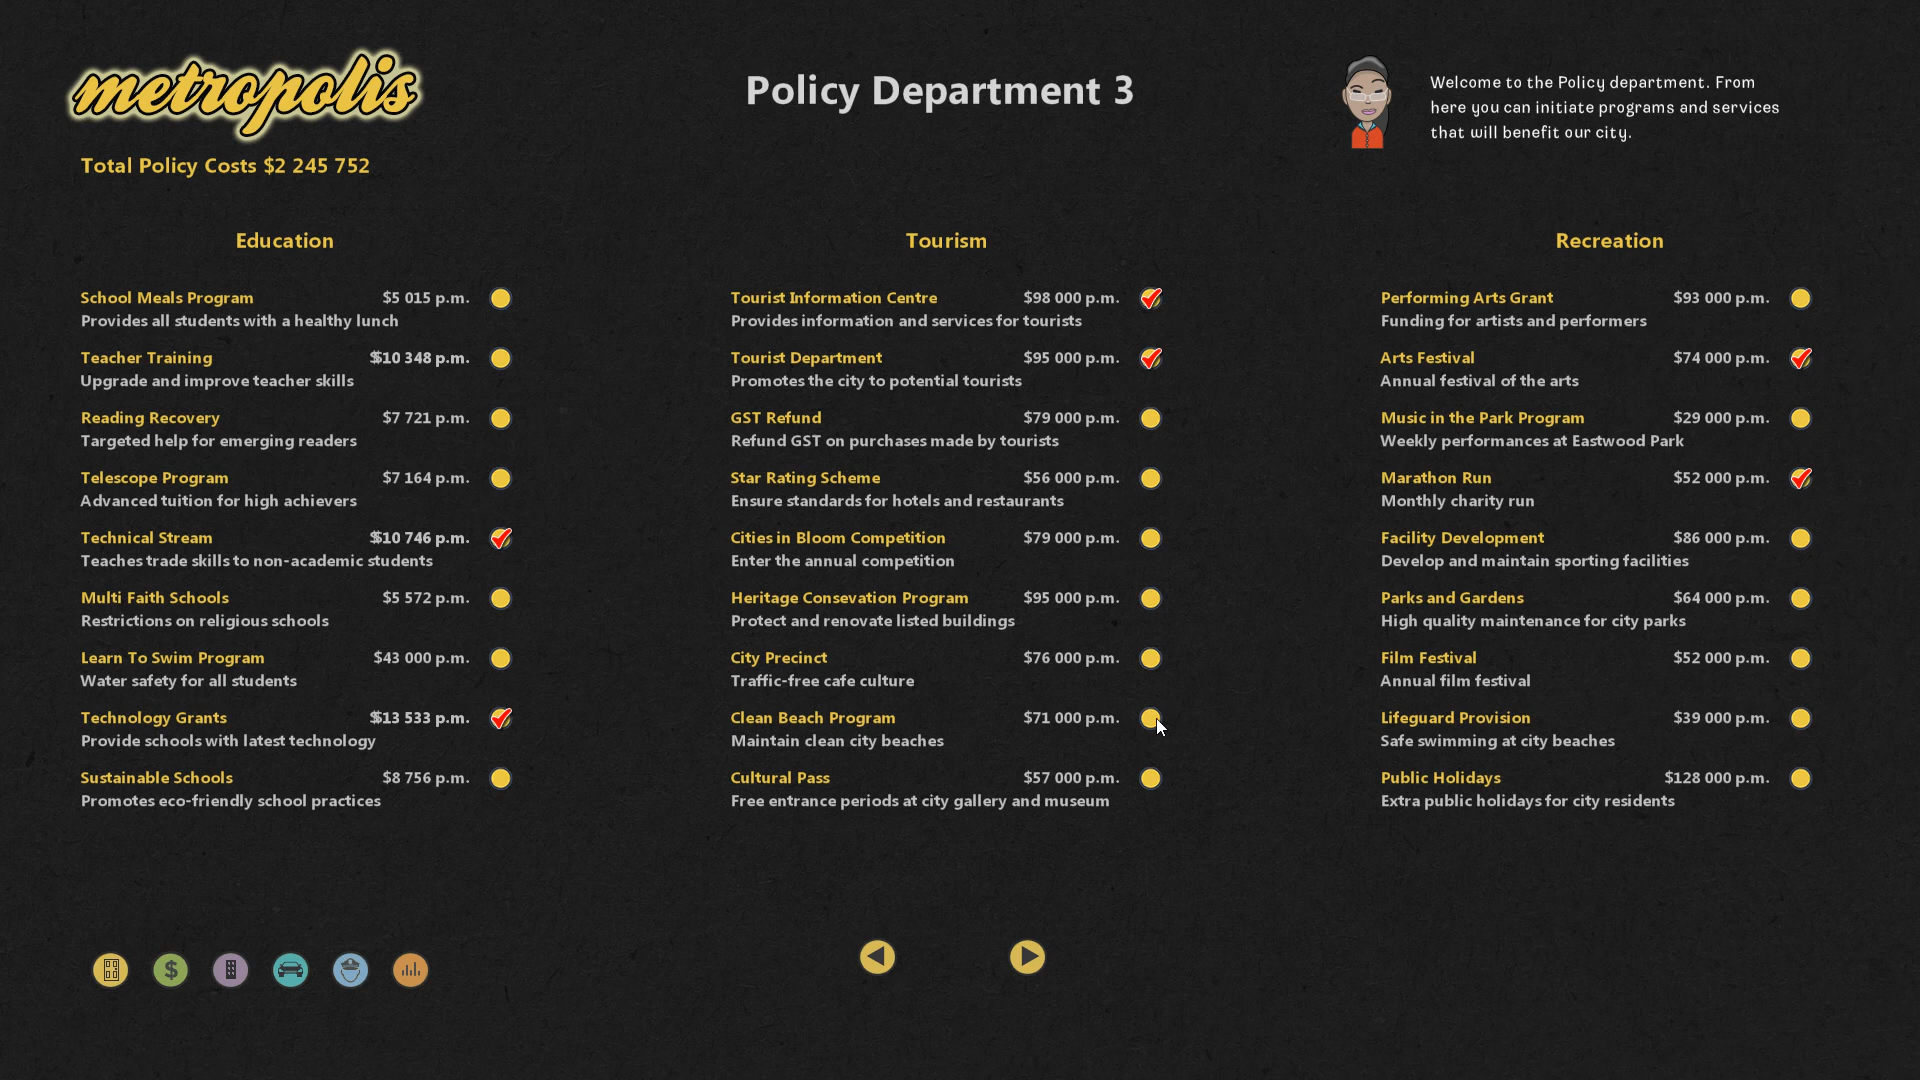 metropolis
Policy Department 3
Welcome to the Policy department. From
here you can initiate programs and services
that will benefit our city.
Total Policy Costs $2 245 752
Education
School Meals Program $5 015 p.m.
Provides all students with a healthy lunch
Teacher Training $10 348 p.m.
Upgrade and improve teacher skills
Reading Recovery $7 721 p.m.
Targeted help for emerging readers
Telescope Program $7 164 p.m.
Advanced tuition for high achievers
Technical Stream $10 746 p.m.
Teaches trade skills to non-academic students
Multi Faith Schools $5 572 p.m.
Restrictions on religious schools
Learn To Swim Program $43 000 p.m.
Water safety for all students
Technology Grants $13 533 p.m.
Provide schools with latest technology
Sustainable Schools $8 756 p.m.
Promotes eco-friendly school practices
Tourism
Tourist Information Centre $98 000 p.m.
Provides information and services for tourists
Tourist Department $95 000 p.m.
Promotes the city to potential tourists
GST Refund $79 000 p.m.
Refund GST on purchases made by tourists
Star Rating Scheme $56 000 p.m.
Ensure standards for hotels and restaurants
Cities in Bloom Competition $79 000 p.m.
Enter the annual competition
Heritage Consevation Program $95 000 p.m.
Protect and renovate listed buildings
City Precinct $76 000 p.m.
Traffic-free cafe culture
Clean Beach Program $71 000 p.m.
Maintain clean city beaches
Cultural Pass $57 000 p.m.
Free entrance periods at city gallery and museum
Recreation
Performing Arts Grant $93 000 p.m.
Funding for artists and performers
Arts Festival $74 000 p.m.
Annual festival of the arts
Music in the Park Program $29 000 p.m.
Weekly performances at Eastwood Park
Marathon Run $52 000 p.m.
Monthly charity run
Facility Development $86 000 p.m.
Develop and maintain sporting facilities
Parks and Gardens $64 000 p.m.
High quality maintenance for city parks
Film Festival $52 000 p.m.
Annual film festival
Lifeguard Provision $39 000 p.m.
Safe swimming at city beaches
Public Holidays $128 000 p.m.
Extra public holidays for city residents
$